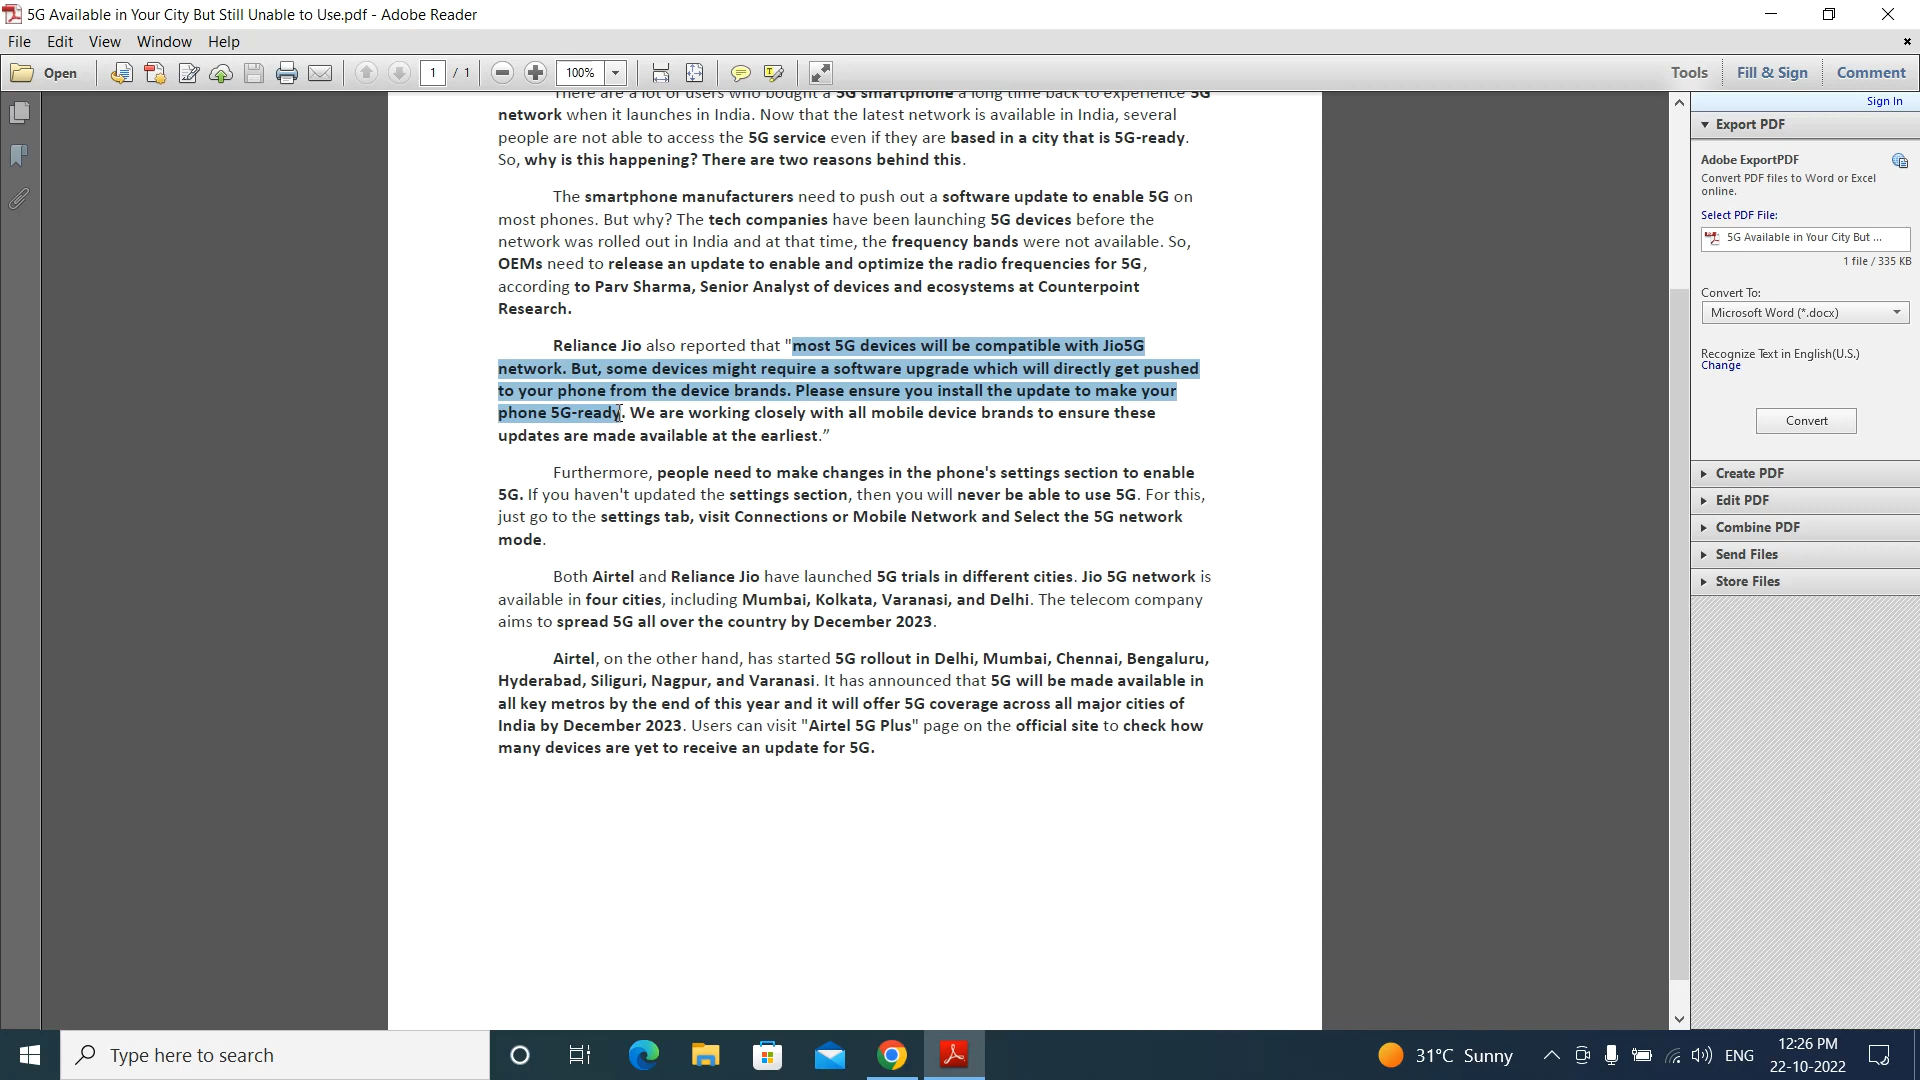 5G Available in Your City But Still Unable to Use.pdf - Adobe Reader
File Edit View Window Help
Open 1 / 1 100% Tools Fill & Sign Comment
Sign In
There are a lot of users who bought a 5G smartphone a long time back to experience 5G
network when it launches in India. Now that the latest network is available in India, several
people are not able to access the 5G service even if they are based in a city that is 5G-ready.
So, why is this happening? There are two reasons behind this.
The smartphone manufacturers need to push out a software update to enable 5G on
most phones. But why? The tech companies have been launching 5G devices before the
network was rolled out in India and at that time, the frequency bands were not available. So,
OEMs need to release an update to enable and optimize the radio frequencies for 5G,
according to Parv Sharma, Senior Analyst of devices and ecosystems at Counterpoint
Research.
Reliance Jio also reported that "most 5G devices will be compatible with Jio5G
network. But, some devices might require a software upgrade which will directly get pushed
to your phone from the device brands. Please ensure you install the update to make your
phone 5G-ready. We are working closely with all mobile device brands to ensure these
updates are made available at the earliest.”
Furthermore, people need to make changes in the phone's settings section to enable
5G. If you haven't updated the settings section, then you will never be able to use 5G. For this,
just go to the settings tab, visit Connections or Mobile Network and Select the 5G network
mode.
Both Airtel and Reliance Jio have launched 5G trials in different cities. Jio 5G network is
available in four cities, including Mumbai, Kolkata, Varanasi, and Delhi. The telecom company
aims to spread 5G all over the country by December 2023.
Airtel, on the other hand, has started 5G rollout in Delhi, Mumbai, Chennai, Bengaluru,
Hyderabad, Siliguri, Nagpur, and Varanasi. It has announced that 5G will be made available in
all key metros by the end of this year and it will offer 5G coverage across all major cities of
India by December 2023. Users can visit "Airtel 5G Plus" page on the official site to check how
many devices are yet to receive an update for 5G.
Export PDF
Adobe ExportPDF
Convert PDF files to Word or Excel
online.
Select PDF File:
5G Available in Your City But ...
1 file / 335 KB
Convert To:
Microsoft Word (*.docx)
Recognize Text in English(U.S.)
Change
Convert
Create PDF
Edit PDF
Combine PDF
Send Files
Store Files
Type here to search
31°C Sunny
ENG
12:26 PM
22-10-2022